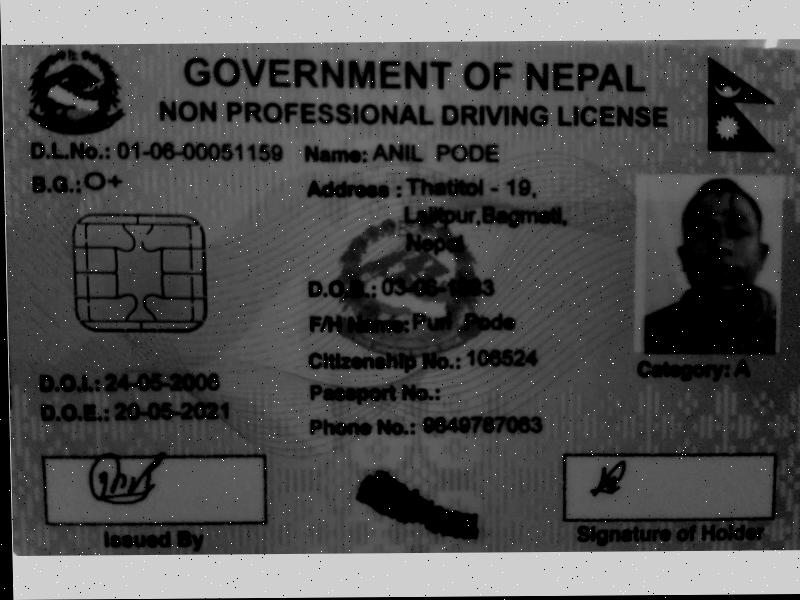 GOVERNMENT OF NEPAL
NON PROFESSIONAL DRIVING LICENSE
D.L.No.: 01-06-00051159
Name: ANIL PODE
B.G.: O+
Address : Thatitol - 19,
Lalitpur,Bagmati,
Nepal
D.O.B.: 03-06-1983
F/H Name: Puri Pode
Citizenship No.: 106524
D.O.I.: 24-05-2006
Passport No.:
D.O.E.: 20-05-2021
Phone No.: 9849787063
Category: A
Issued By
Signature of Holder